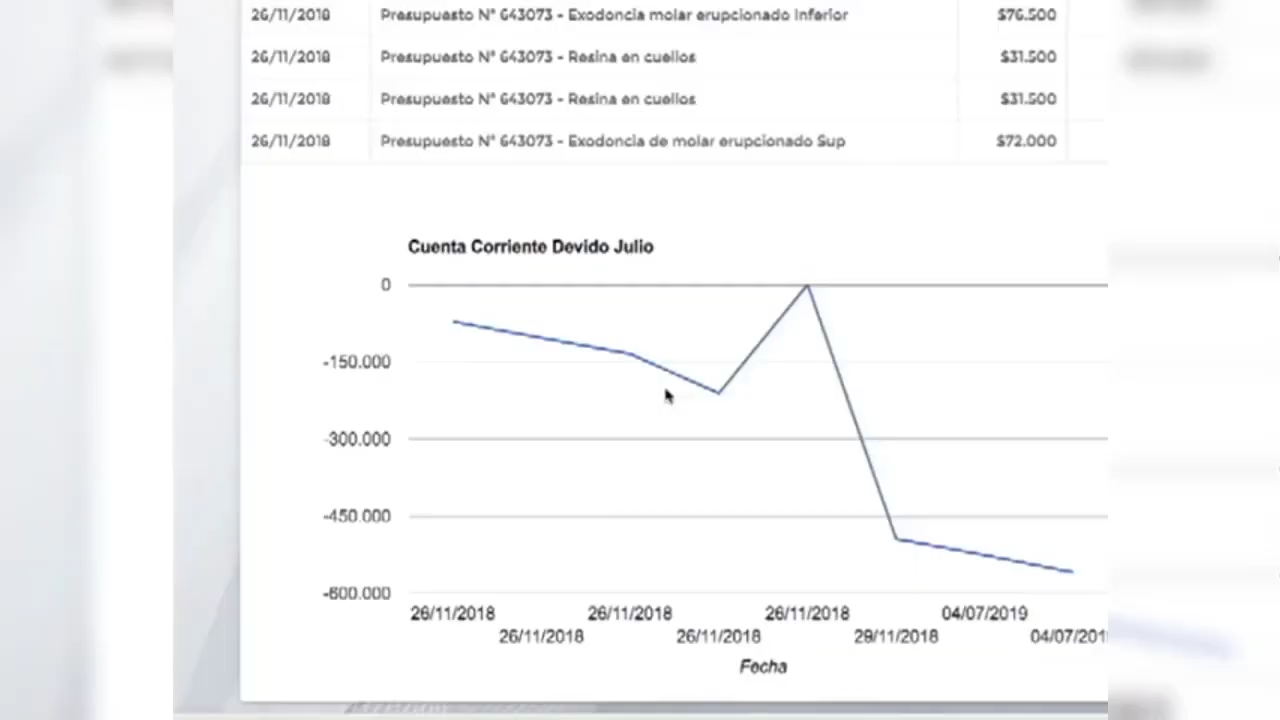 26/11/2018 Presupuesto N° 643073 - Exodoncia molar erupcionado Inferior $76.500
26/11/2018 Presupuesto N° 643073 - Resina en cuellos $31.500
26/11/2018 Presupuesto N° 643073 - Resina en cuellos $31.500
26/11/2018 Presupuesto N° 643073 - Exodoncia de molar erupcionado Sup $72.000
Cuenta Corriente Devido Julio
0
-150.000
-300.000
-450.000
-600.000
26/11/2018 26/11/2018 26/11/2018 04/07/2019
26/11/2018 26/11/2018 29/11/2018 04/07/201
Fecha